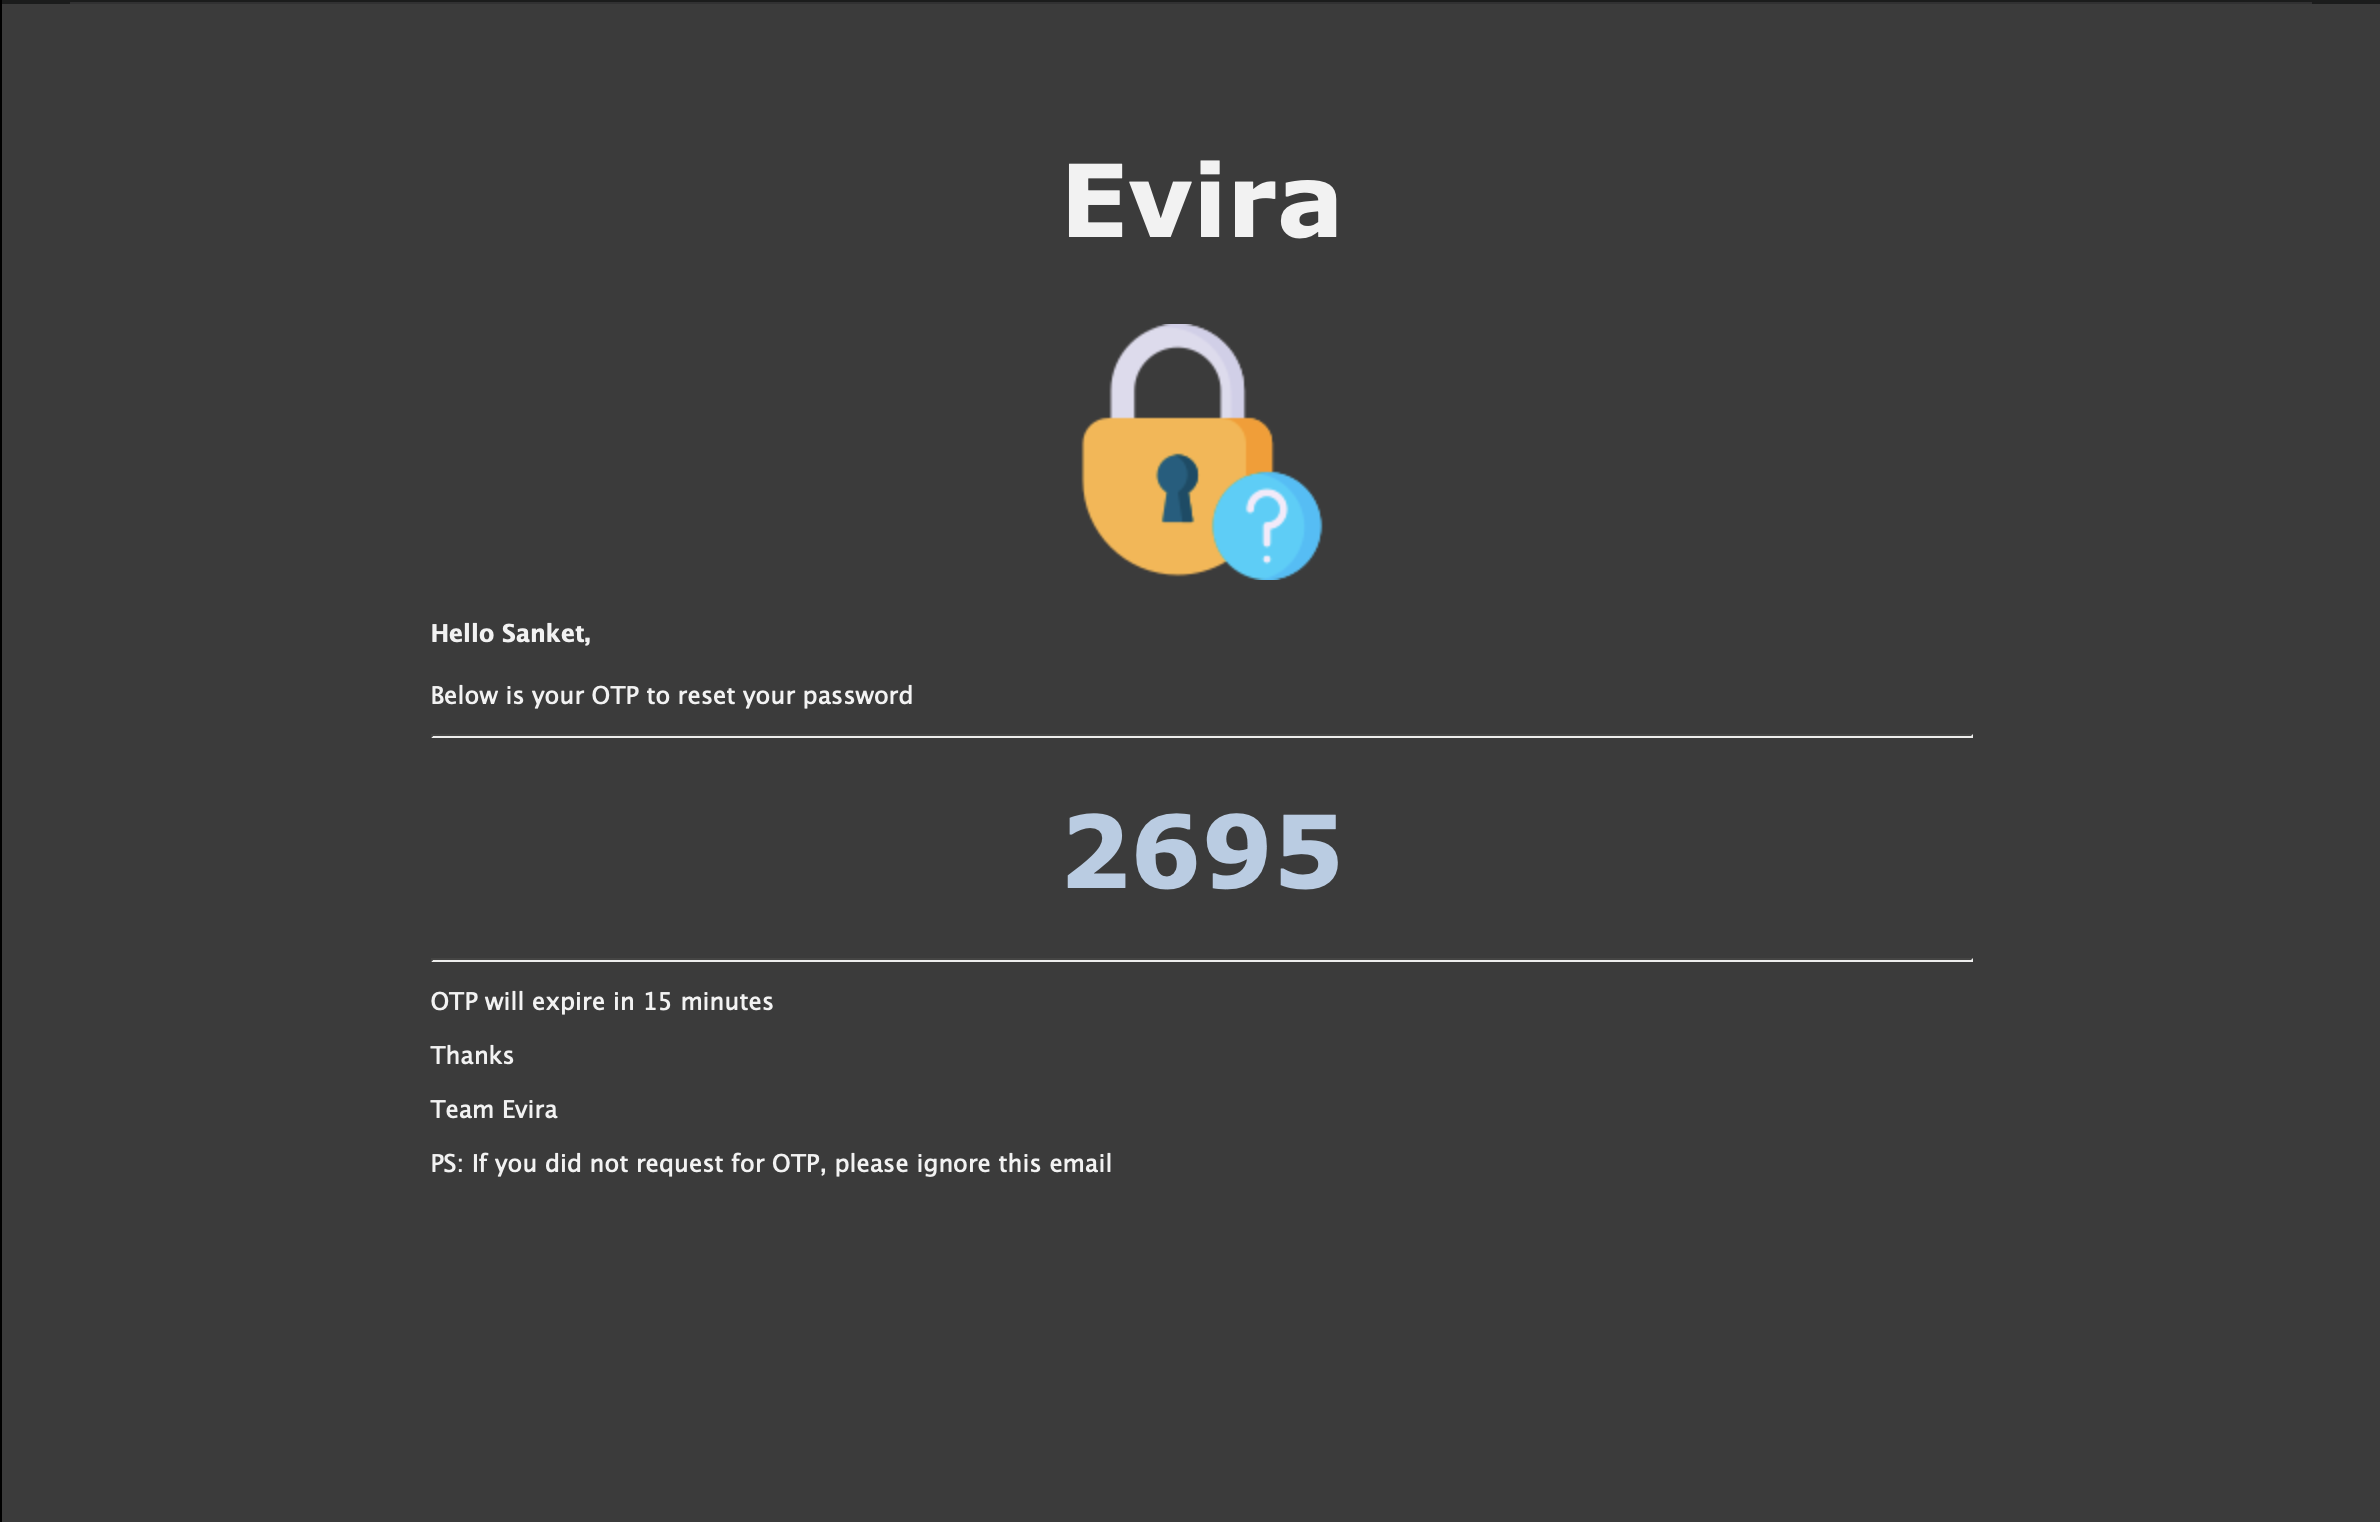 Evira
?
Hello Sanket,
Below is your OTP to reset your password
2695
OTP will expire in 15 minutes
Thanks
Team Evira
PS: If you did not request for OTP, please ignore this email